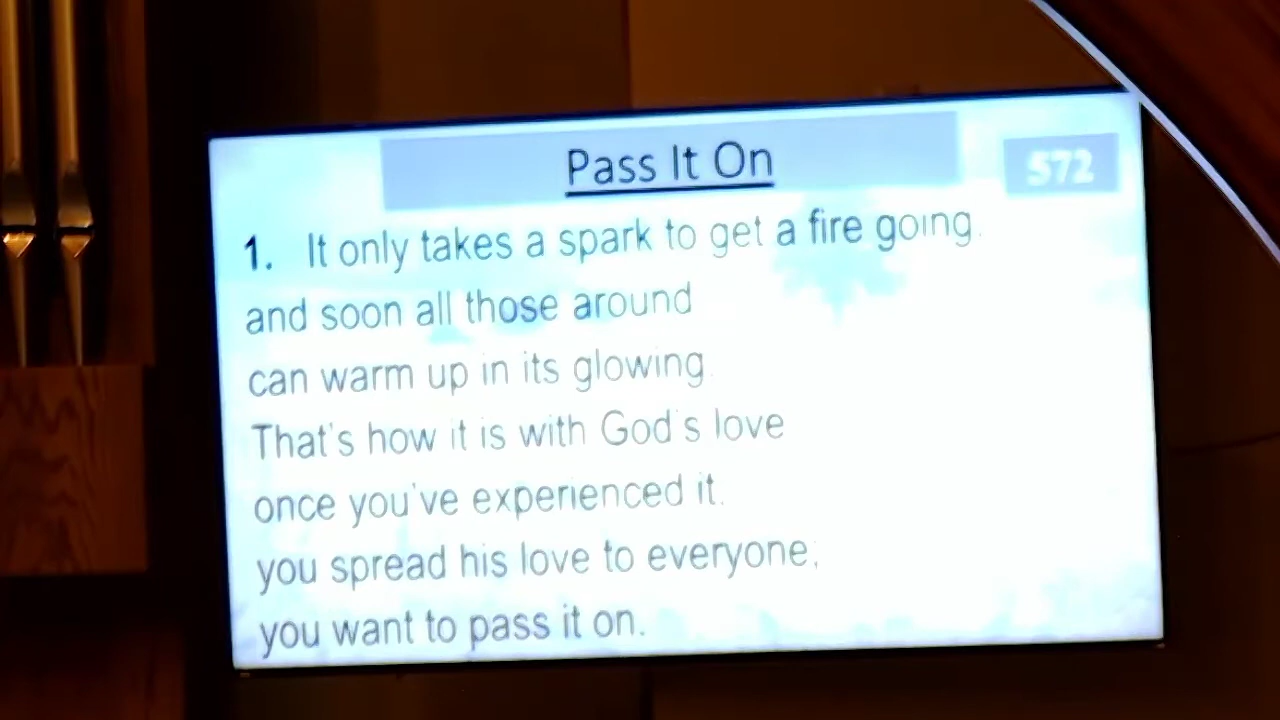 Pass It On
572
1. It only takes a spark to get a fire going.
and soon all those around
can warm up in its glowing.
That's how it is with God's love
once you've experienced it.
you spread his love to everyone;
you want to pass it on.